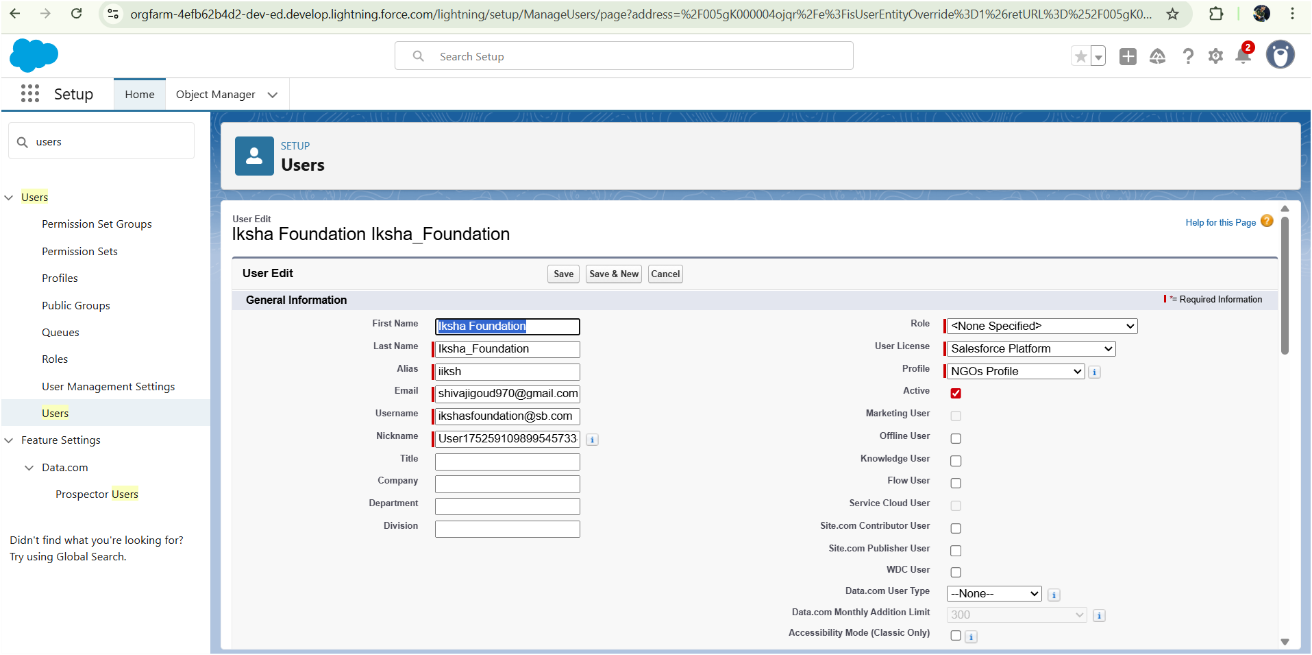 orgfarm-4efb62b4d2-dev-ed.develop.lightning.force.com/lightning/setup/ManageUsers/page?address=%2F005gK000004ojqr%2Fe%3FisUserEntityOverride%3D1%26retURL%3D%252F005gK0...
Search Setup
2
Setup
Home
Object Manager
users
Users
Permission Set Groups
Permission Sets
Profiles
Public Groups
Queues
Roles
User Management Settings
Users
Feature Settings
Data.com
Prospector Users
Didn't find what you're looking for?
Try using Global Search.
SETUP
Users
User Edit
Iksha Foundation Iksha_Foundation
Help for this Page ?
User Edit
Save
Save & New
Cancel
General Information
= Required Information
First Name Iksha Foundation
Last Name Iksha_Foundation
Alias iiksh
Email shivajigoud970@gmail.com
Username ikshasfoundation@sb.com
Nickname User175259109899545733 i
Title
Company
Department
Division
Role <None Specified>
User License Salesforce Platform
Profile NGOs Profile i
Active
Marketing User
Offline User
Knowledge User
Flow User
Service Cloud User
Site.com Contributor User
Site.com Publisher User
WDC User
Data.com User Type --None-- i
Data.com Monthly Addition Limit 300 i
Accessibility Mode (Classic Only) i